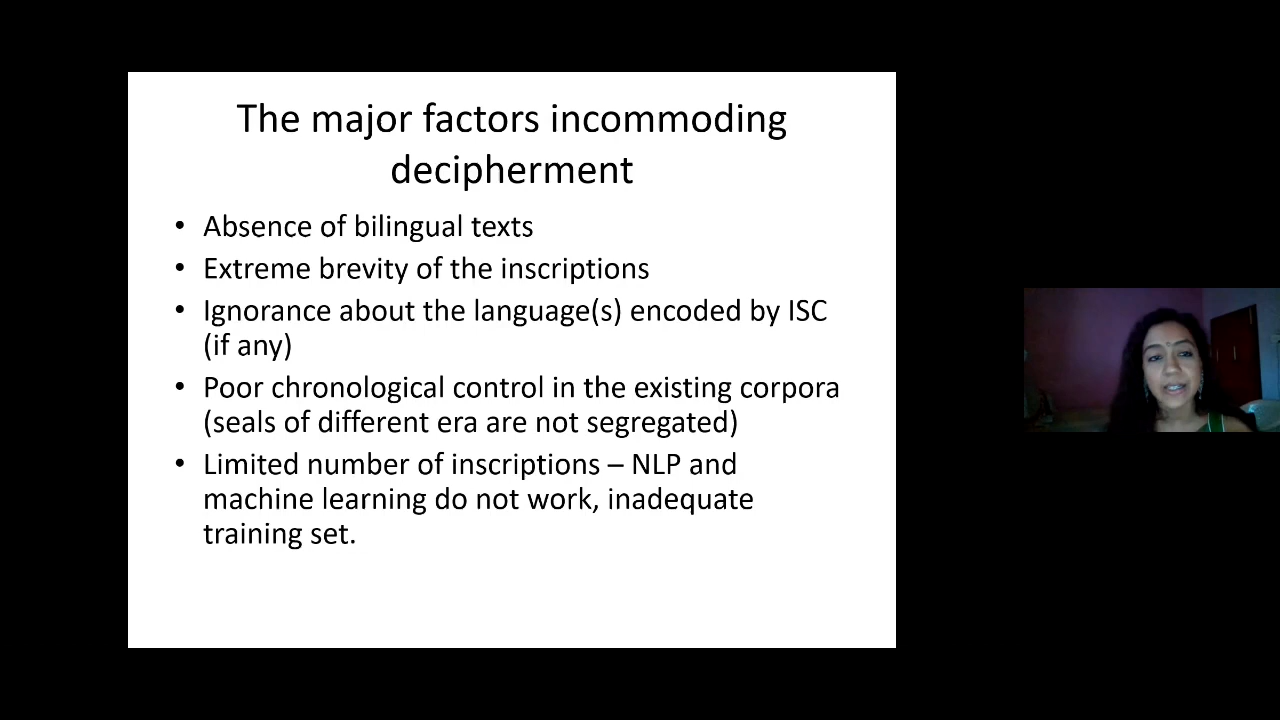 The major factors incommoding
decipherment
• Absence of bilingual texts
• Extreme brevity of the inscriptions
• Ignorance about the language(s) encoded by ISC
(if any)
• Poor chronological control in the existing corpora
(seals of different era are not segregated)
• Limited number of inscriptions – NLP and
machine learning do not work, inadequate
training set.